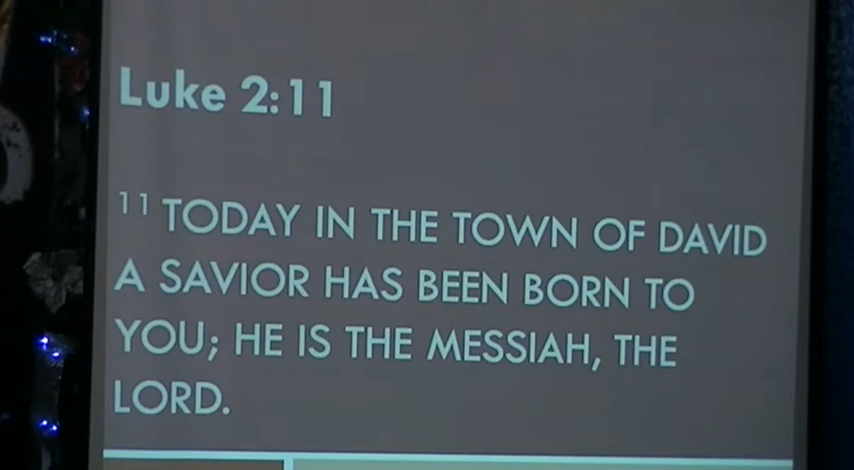 Luke 2:11
11 TODAY IN THE TOWN OF DAVID
A SAVIOR HAS BEEN BORN TO
YOU; HE IS THE MESSIAH, THE
LORD.